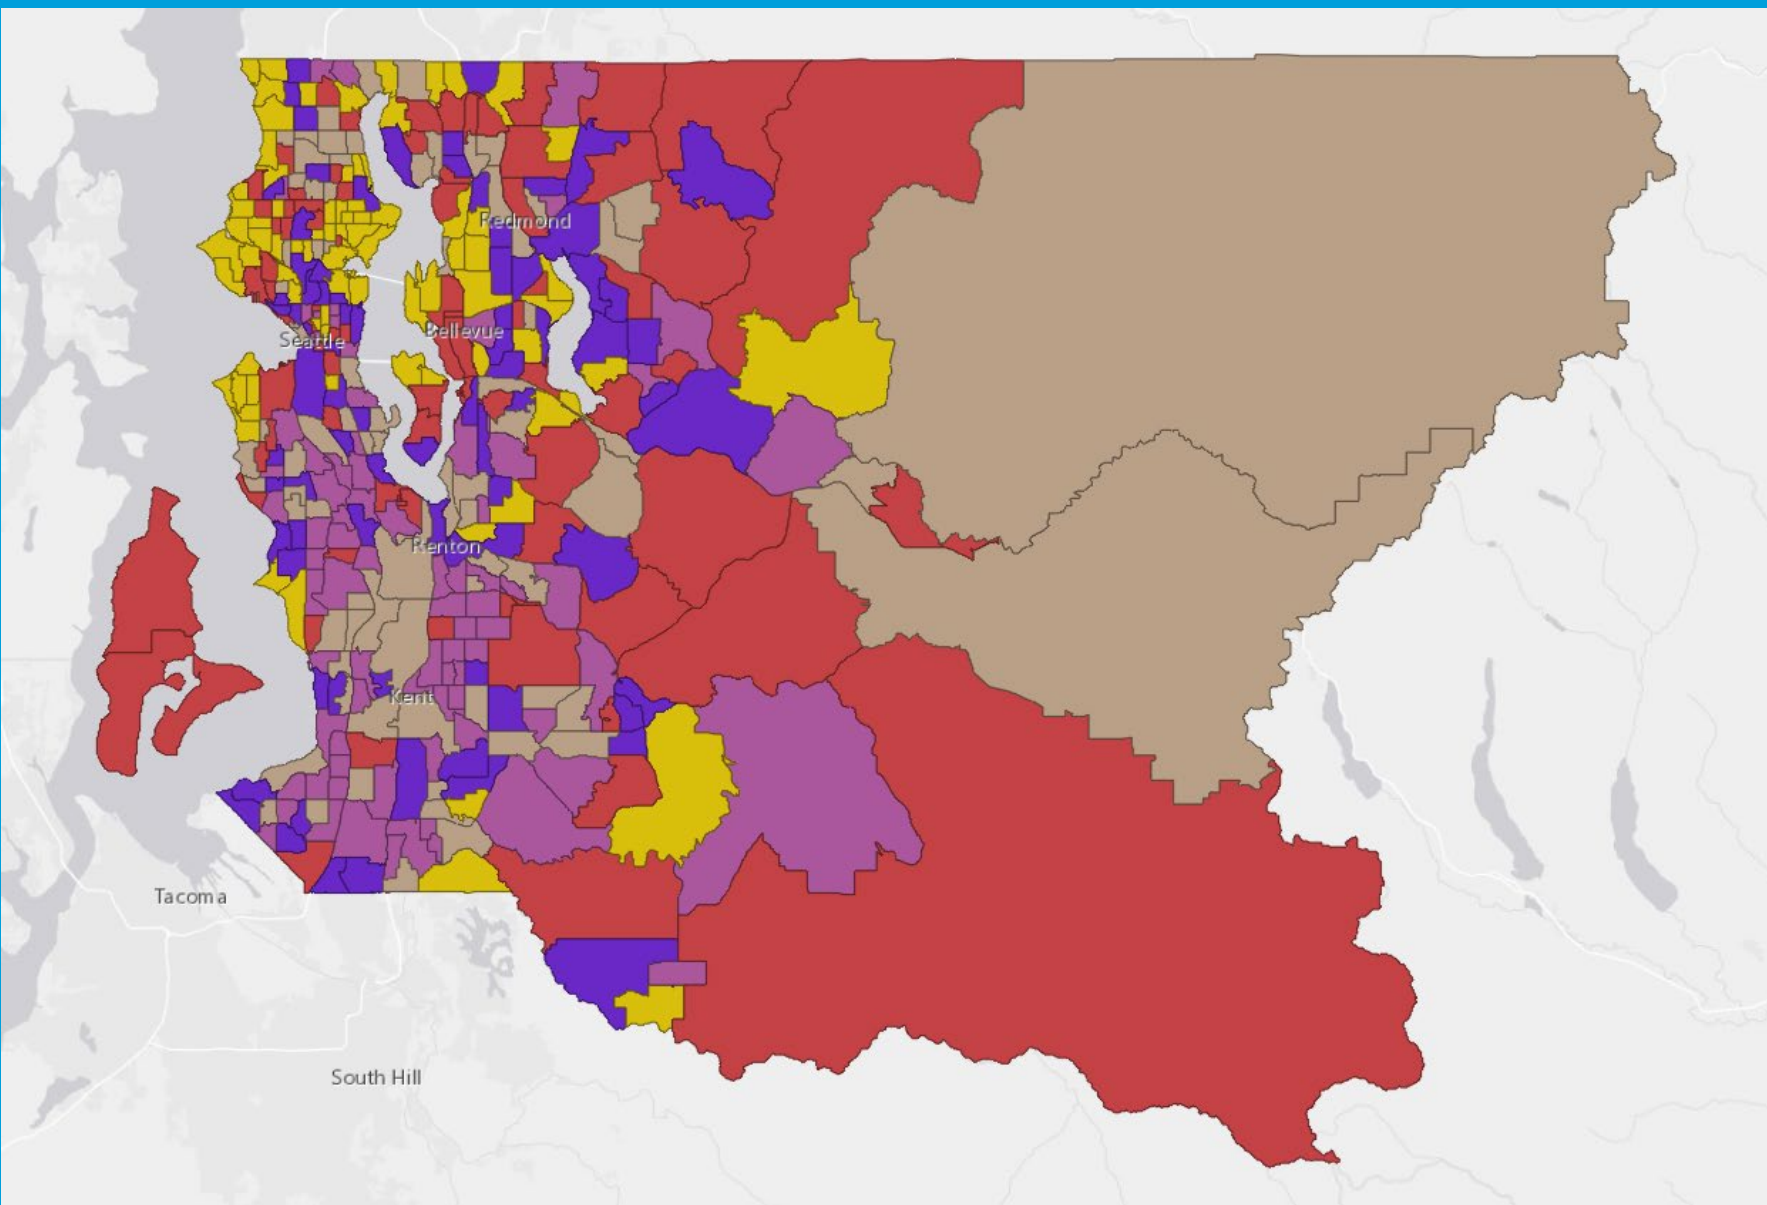 Redmond
Bellevue
Seattle
Renton
Kent
Tacoma
South Hill